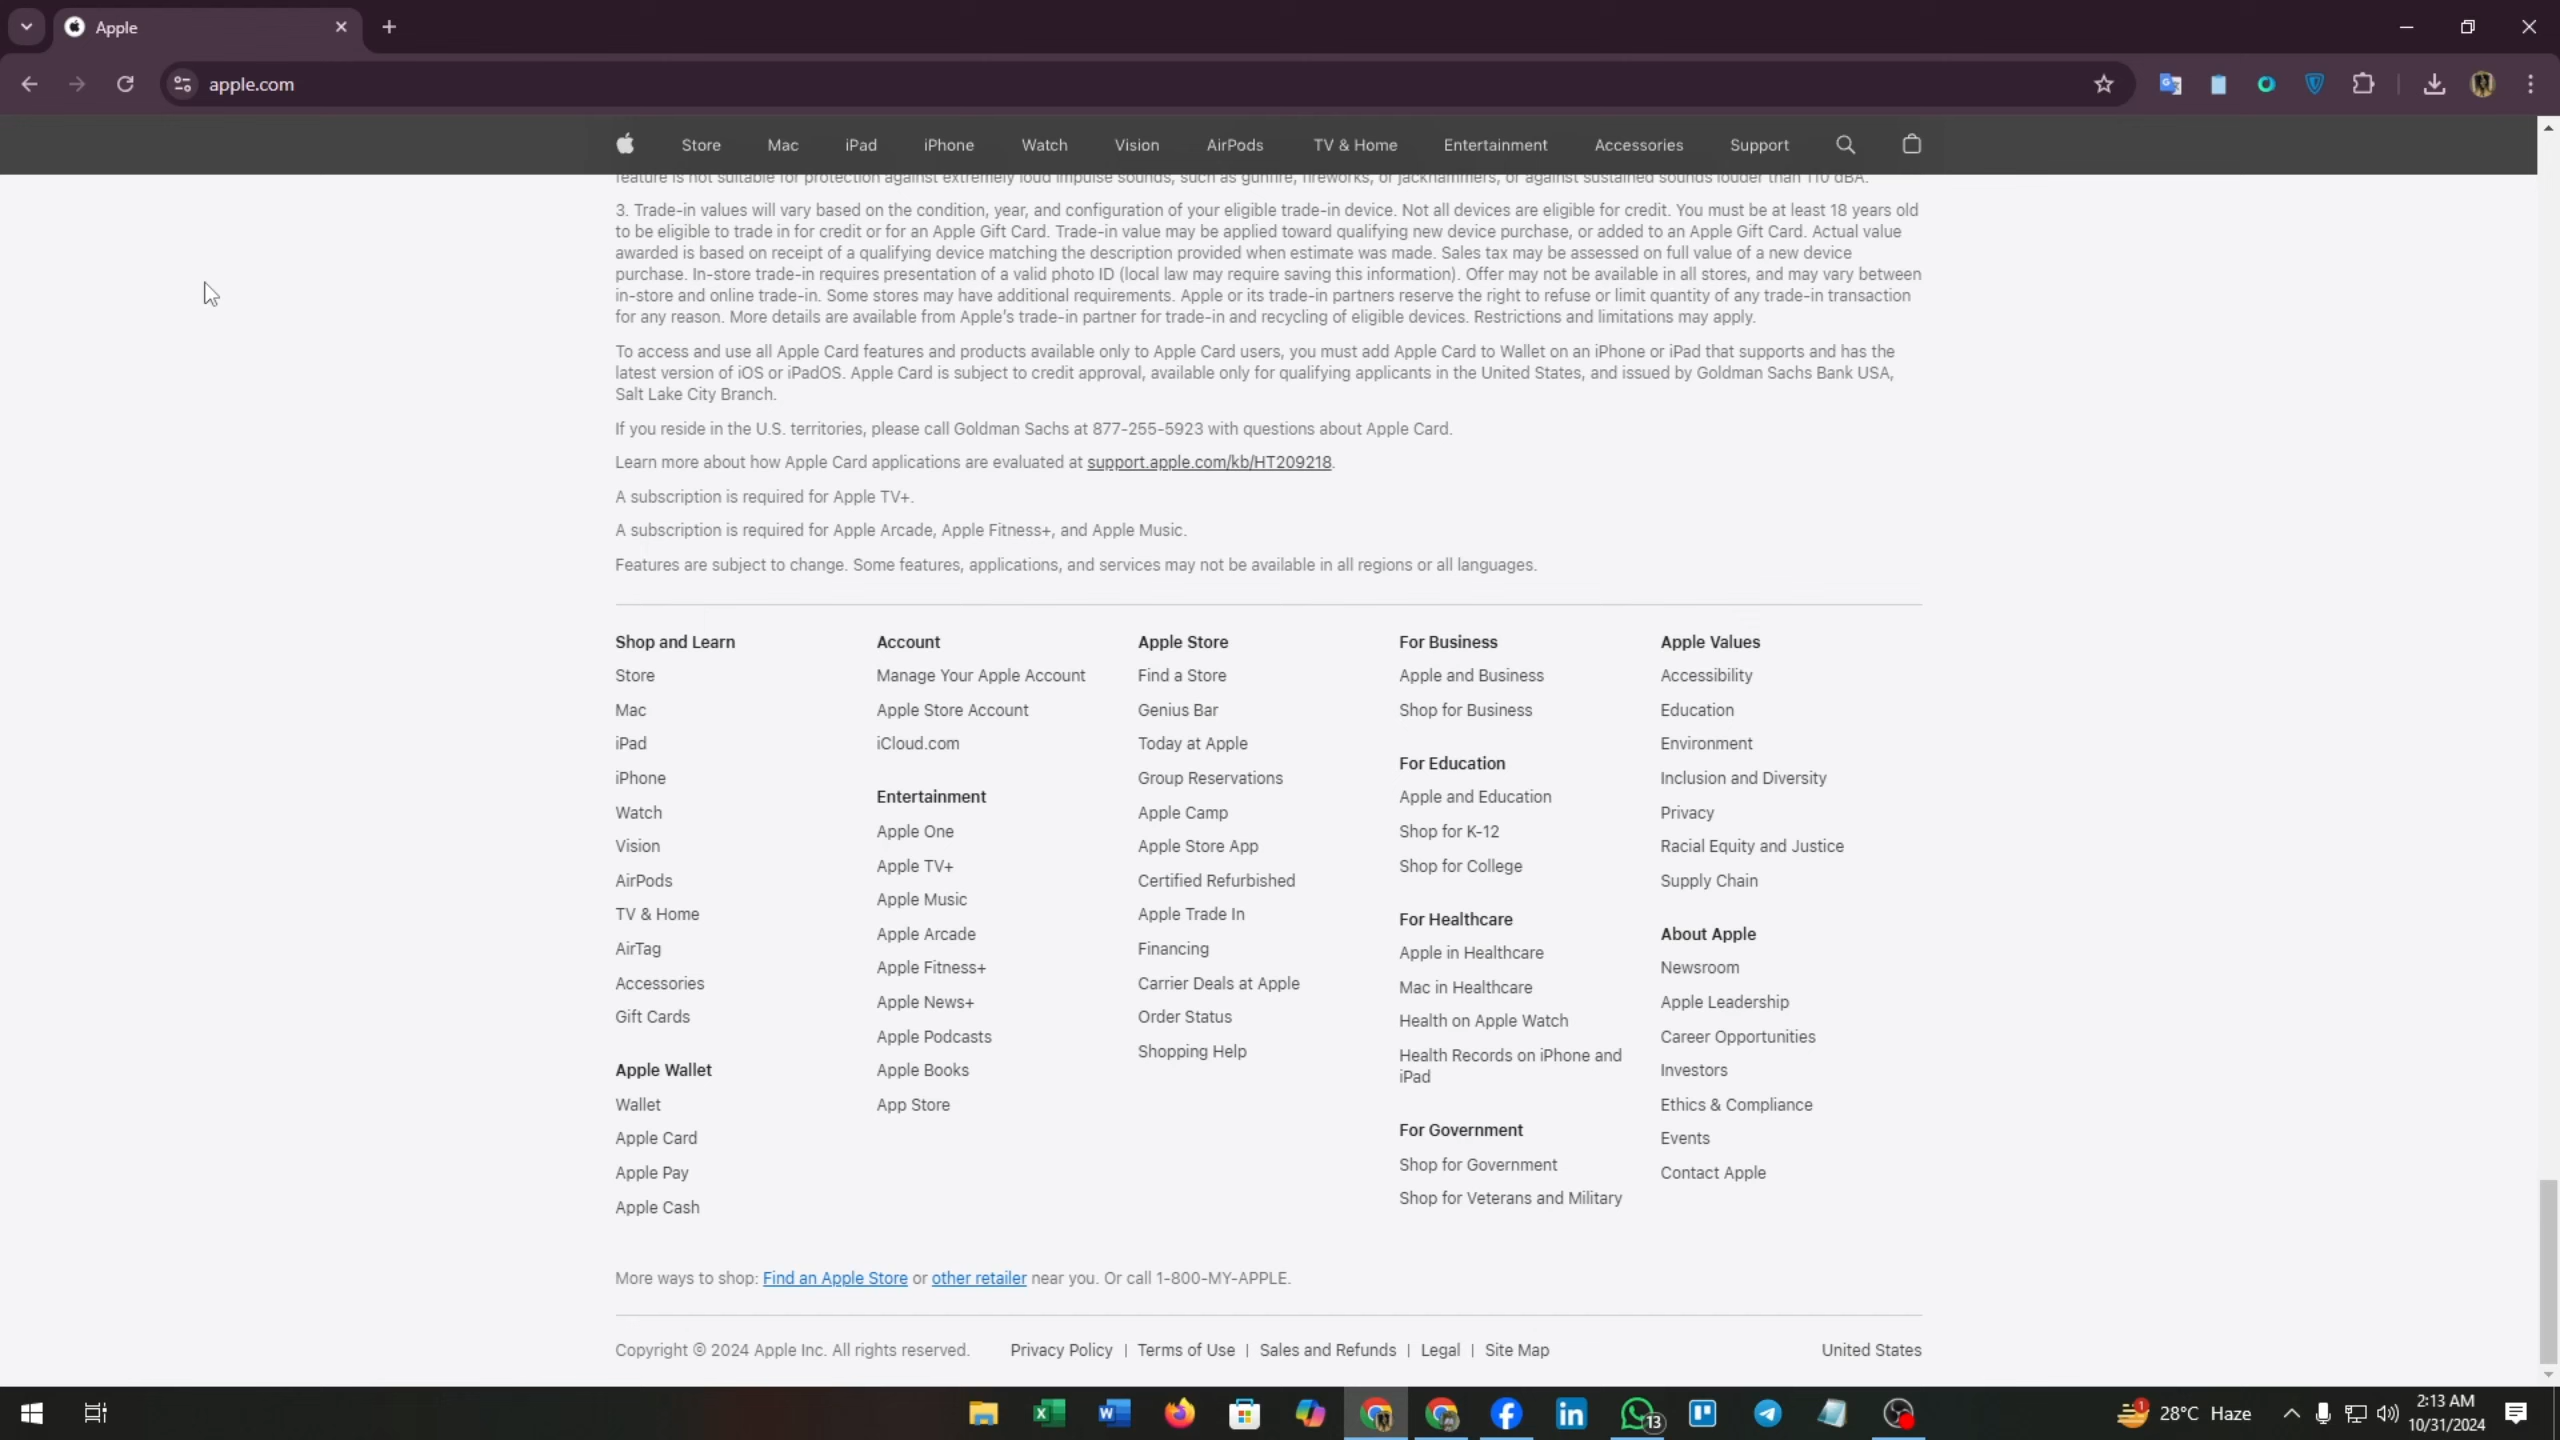 Apple
apple.com
Store Mac iPad iPhone Watch Vision AirPods TV & Home Entertainment Accessories Support
feature is not suitable for protection against extremely loud impulse sounds, such as gunfire, fireworks, or jackhammers, or against sustained sounds louder than 110 dBA.
3. Trade-in values will vary based on the condition, year, and configuration of your eligible trade-in device. Not all devices are eligible for credit. You must be at least 18 years old
to be eligible to trade in for credit or for an Apple Gift Card. Trade-in value may be applied toward qualifying new device purchase, or added to an Apple Gift Card. Actual value
awarded is based on receipt of a qualifying device matching the description provided when estimate was made. Sales tax may be assessed on full value of a new device
purchase. In-store trade-in requires presentation of a valid photo ID (local law may require saving this information). Offer may not be available in all stores, and may vary between
in-store and online trade-in. Some stores may have additional requirements. Apple or its trade-in partners reserve the right to refuse or limit quantity of any trade-in transaction
for any reason. More details are available from Apple's trade-in partner for trade-in and recycling of eligible devices. Restrictions and limitations may apply.
To access and use all Apple Card features and products available only to Apple Card users, you must add Apple Card to Wallet on an iPhone or iPad that supports and has the
latest version of iOS or iPadOS. Apple Card is subject to credit approval, available only for qualifying applicants in the United States, and issued by Goldman Sachs Bank USA,
Salt Lake City Branch.
If you reside in the U.S. territories, please call Goldman Sachs at 877-255-5923 with questions about Apple Card.
Learn more about how Apple Card applications are evaluated at support.apple.com/kb/HT209218.
A subscription is required for Apple TV+.
A subscription is required for Apple Arcade, Apple Fitness+, and Apple Music.
Features are subject to change. Some features, applications, and services may not be available in all regions or all languages.
Shop and Learn
Store
Mac
iPad
iPhone
Watch
Vision
AirPods
TV & Home
AirTag
Accessories
Gift Cards
Apple Wallet
Wallet
Apple Card
Apple Pay
Apple Cash
Account
Manage Your Apple Account
Apple Store Account
iCloud.com
Entertainment
Apple One
Apple TV+
Apple Music
Apple Arcade
Apple Fitness+
Apple News+
Apple Podcasts
Apple Books
App Store
Apple Store
Find a Store
Genius Bar
Today at Apple
Group Reservations
Apple Camp
Apple Store App
Certified Refurbished
Apple Trade In
Financing
Carrier Deals at Apple
Order Status
Shopping Help
For Business
Apple and Business
Shop for Business
For Education
Apple and Education
Shop for K-12
Shop for College
For Healthcare
Apple in Healthcare
Mac in Healthcare
Health on Apple Watch
Health Records on iPhone and
iPad
For Government
Shop for Government
Shop for Veterans and Military
Apple Values
Accessibility
Education
Environment
Inclusion and Diversity
Privacy
Racial Equity and Justice
Supply Chain
About Apple
Newsroom
Apple Leadership
Career Opportunities
Investors
Ethics & Compliance
Events
Contact Apple
More ways to shop: Find an Apple Store or other retailer near you. Or call 1-800-MY-APPLE.
Copyright © 2024 Apple Inc. All rights reserved. Privacy Policy | Terms of Use | Sales and Refunds | Legal | Site Map United States
13
1
28°C Haze
2:13 AM
10/31/2024